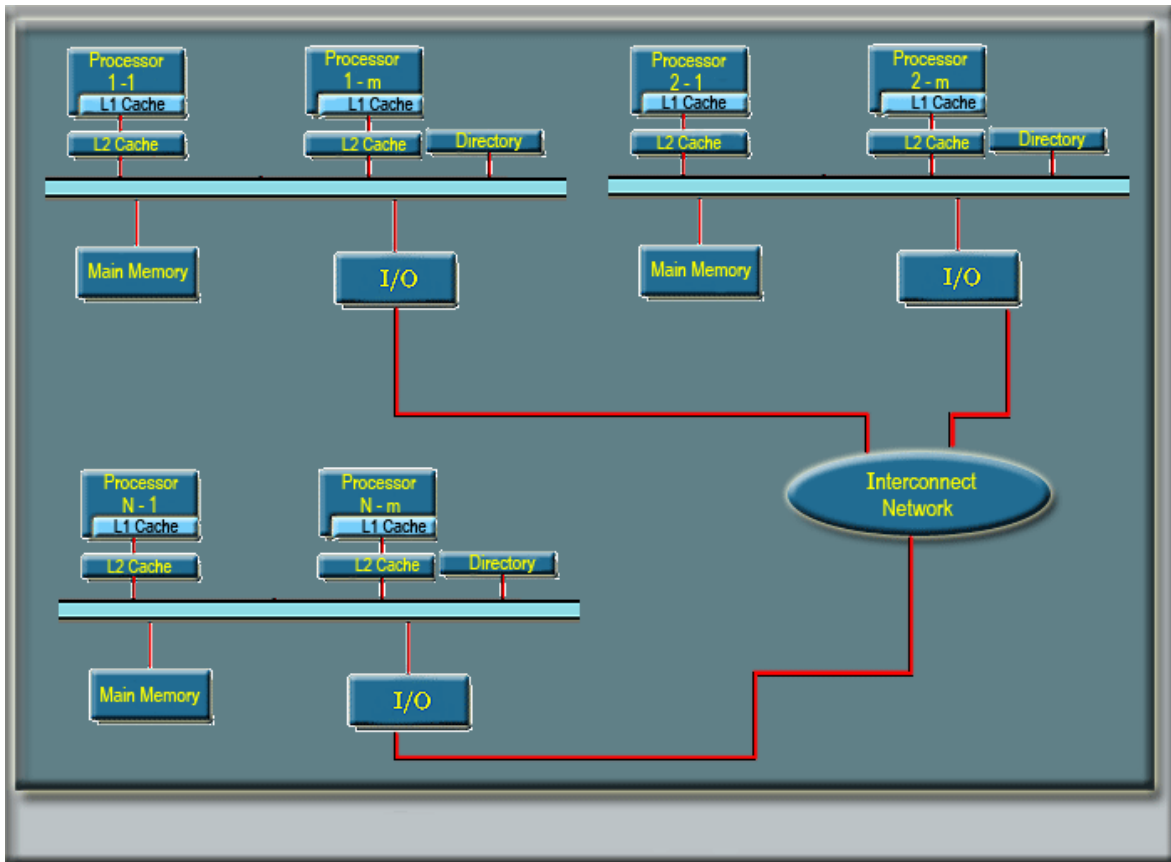 Processor
1 -1
L1 Cache
L2 Cache
Processor
1 - m
L1 Cache
L2 Cache
Directory
Main Memory
I/O
Processor
2 - 1
L1 Cache
L2 Cache
Processor
2 - m
L1 Cache
L2 Cache
Directory
Main Memory
I/O
Processor
N - 1
L1 Cache
L2 Cache
Processor
N - m
L1 Cache
L2 Cache
Directory
Main Memory
I/O
Interconnect
Network